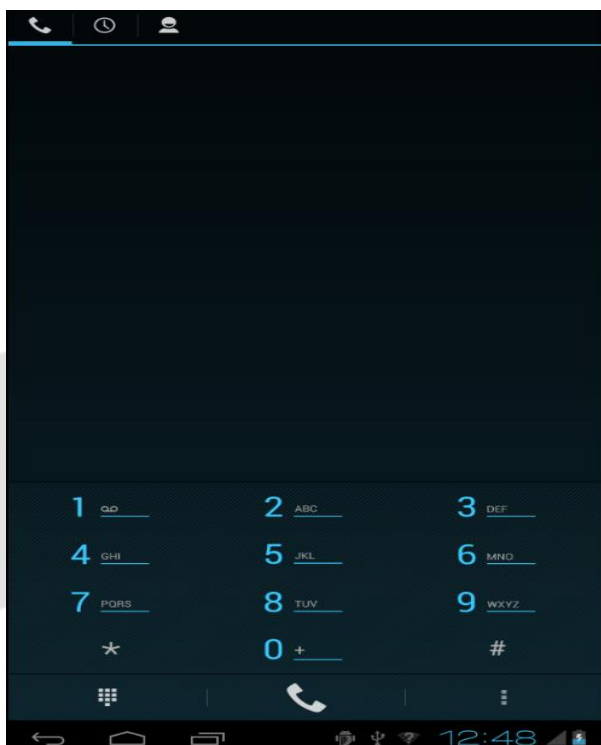 1 2 ABC 3 DEF
4 GHI 5 JKL 6 MNO
7 PQRS 8 TUV 9 WXYZ
* 0 + #
12:48